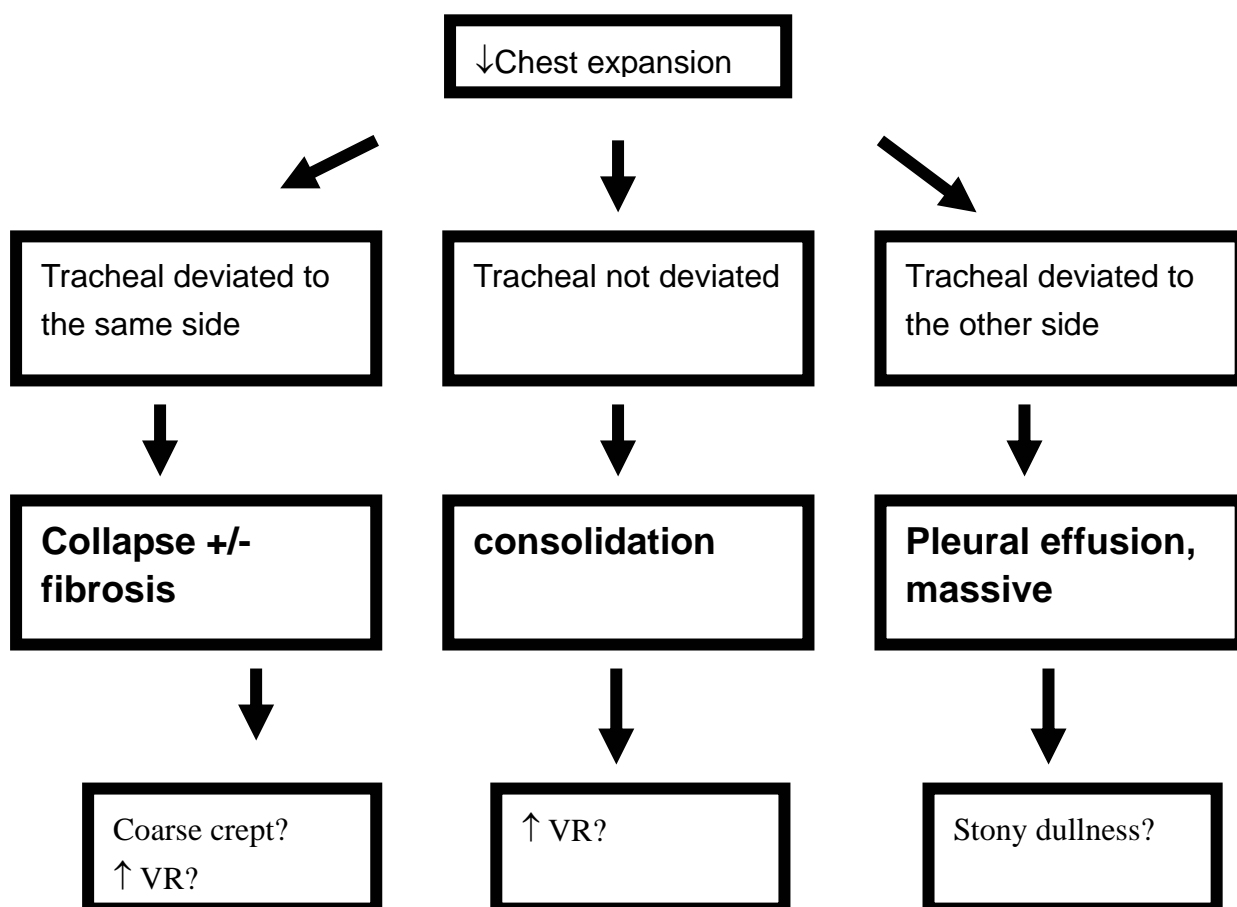 ↓Chest expansion
Tracheal deviated to
the same side
Tracheal not deviated
Tracheal deviated to
the other side
Collapse +/-
fibrosis
consolidation
Pleural effusion,
massive
Coarse crept?
↑ VR?
↑ VR?
Stony dullness?